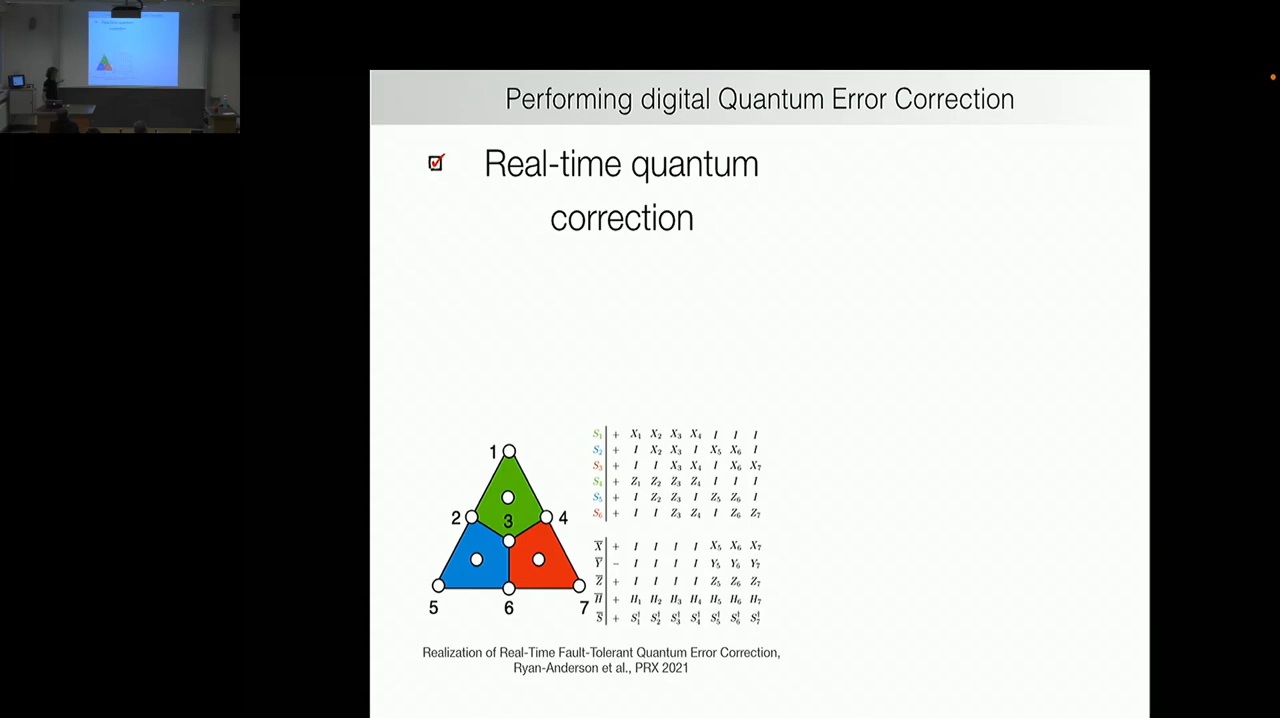 Performing digital Quantum Error Correction
Real-time quantum
correction
1
2
3
4
5
6
7
S₁ + X₁ X₂ X₃ X₄ I I I
S₂ + I X₂ X₃ I X₅ X₆ I
S₃ + I I X₃ X₄ I X₆ X₇
S₄ + Z₁ Z₂ Z₃ Z₄ I I I
S₅ + I Z₂ Z₃ I Z₅ Z₆ I
S₆ + I I Z₃ Z₄ I Z₆ Z₇
X̅ + I I I I X₅ X₆ X₇
Y̅ − I I I I Y₅ Y₆ Y₇
Z̅ + I I I I Z₅ Z₆ Z₇
H̅ + H₁ H₂ H₃ H₄ H₅ H₆ H₇
S̅ + S₁† S₂† S₃† S₄† S₅† S₆† S₇†
Realization of Real-Time Fault-Tolerant Quantum Error Correction,
Ryan-Anderson et al., PRX 2021